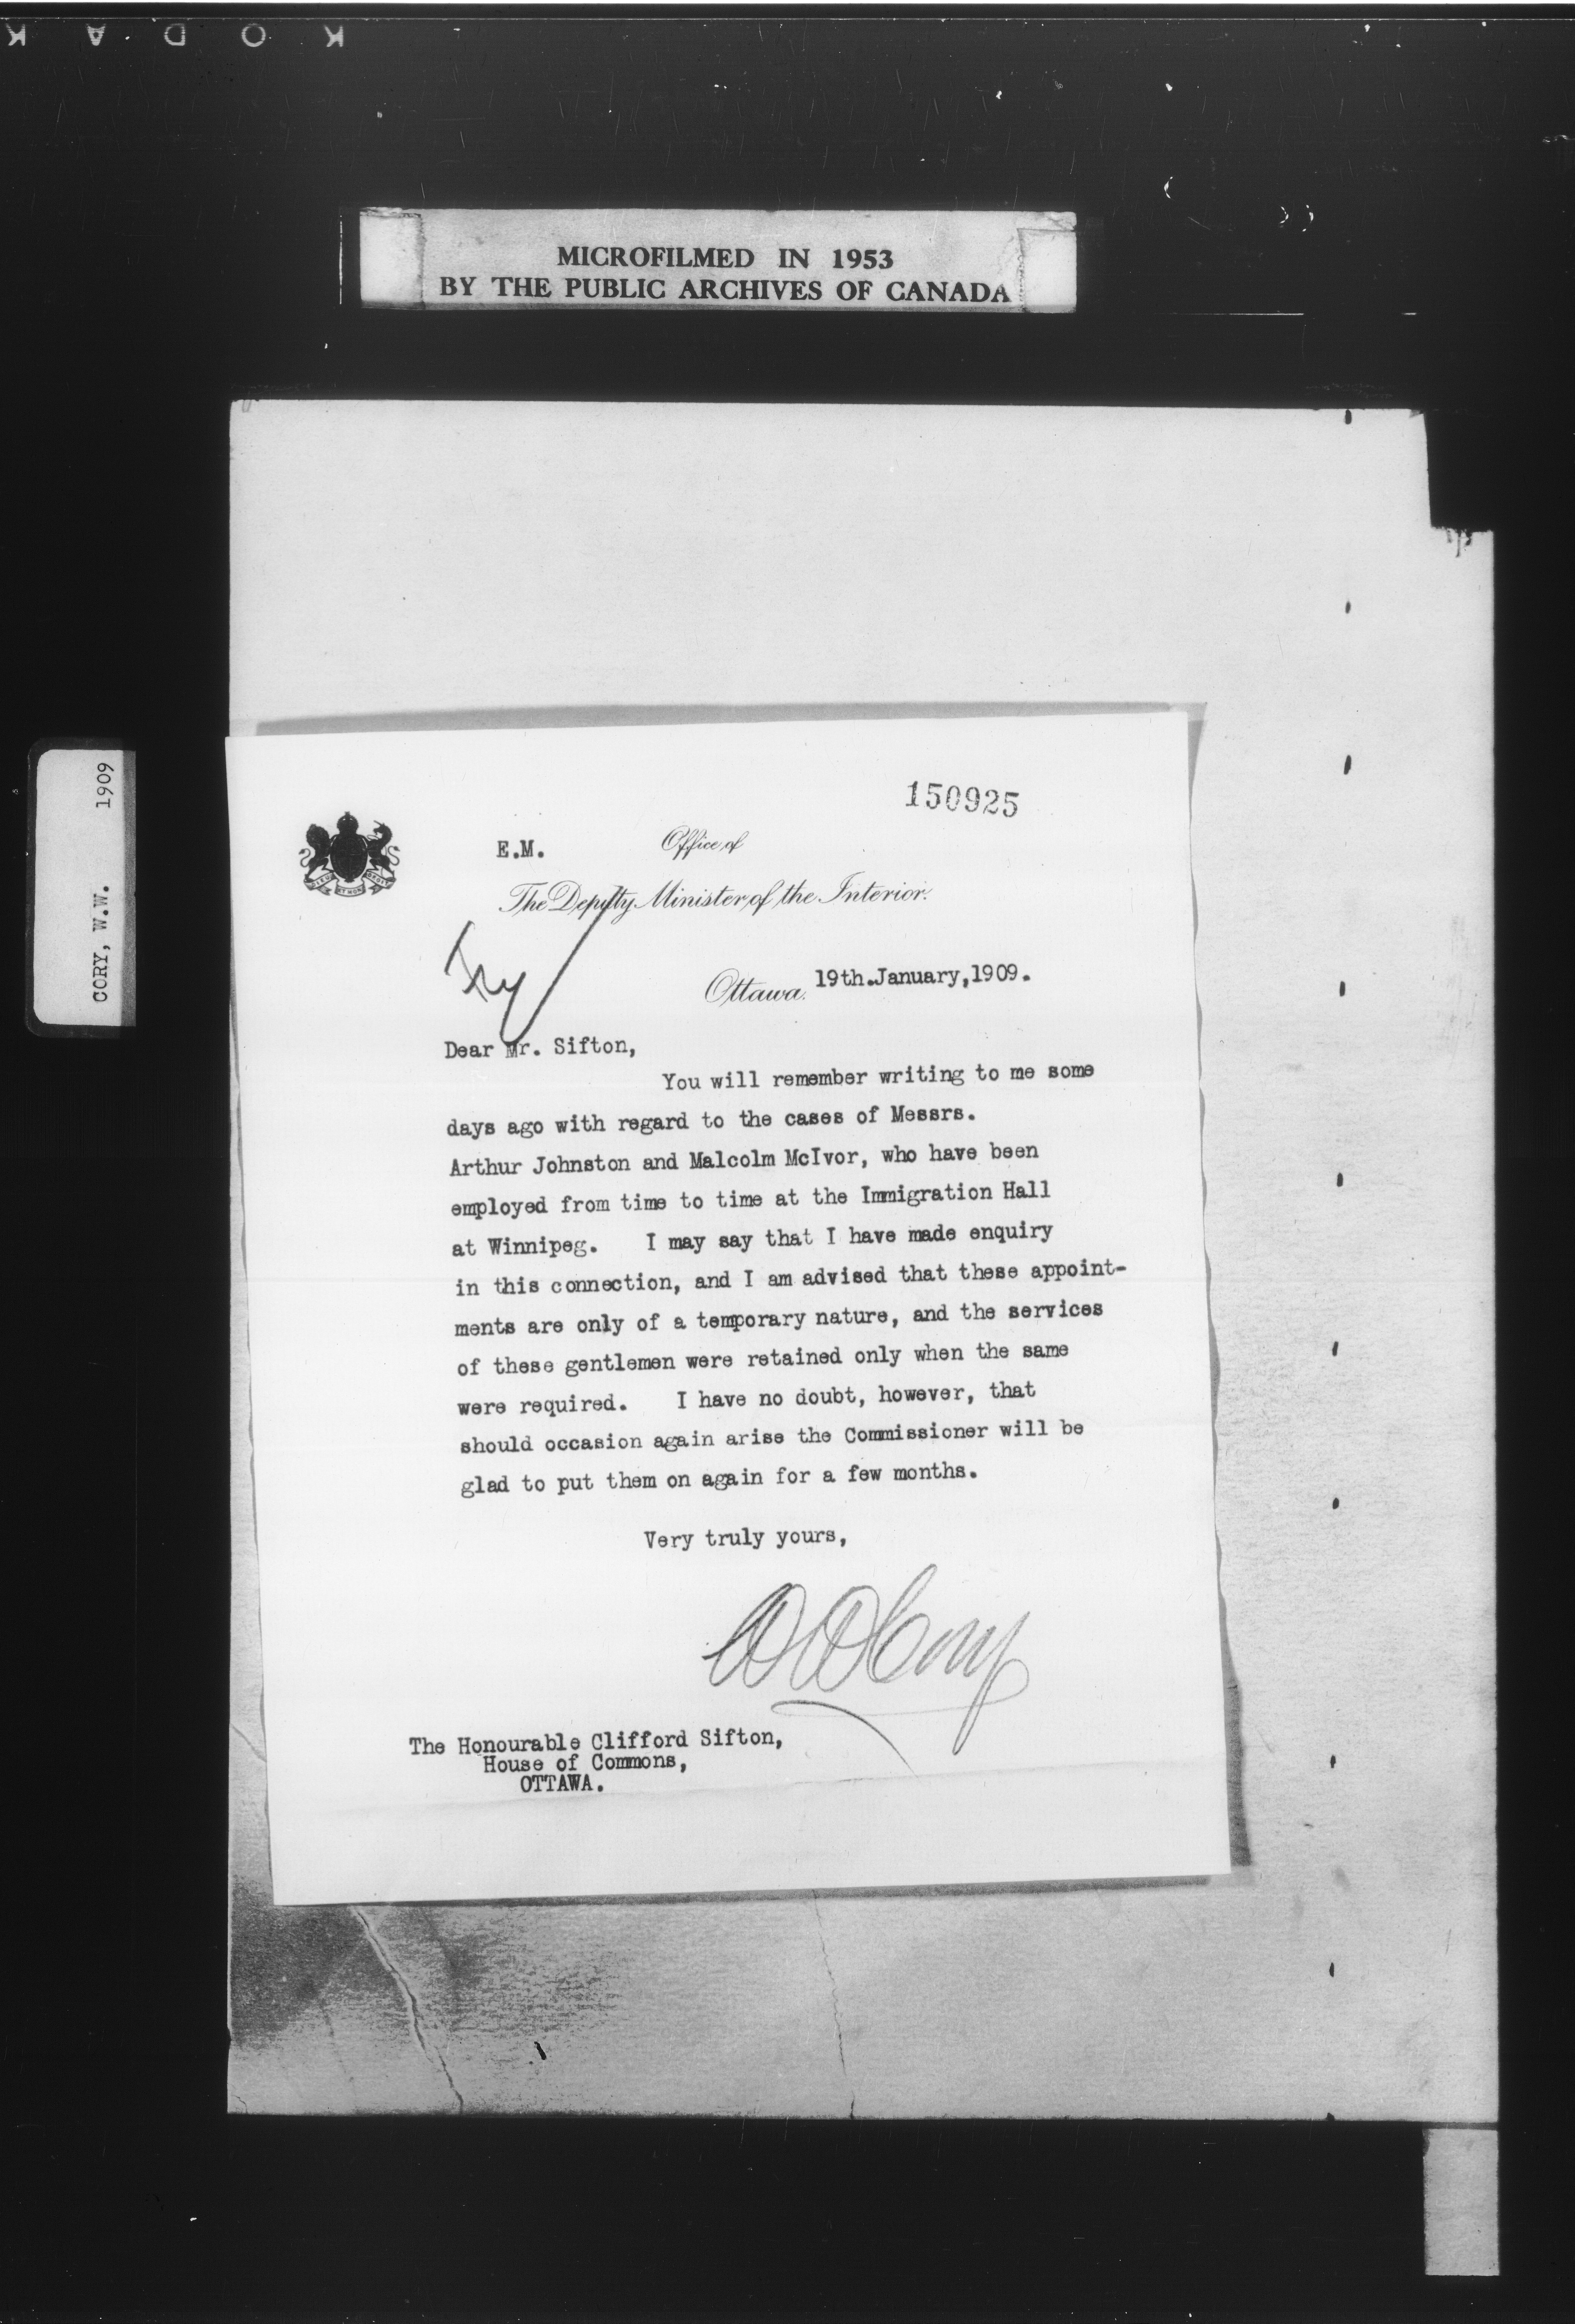 KODAK
MICROFILMED IN 1953
BY THE PUBLIC ARCHIVES OF CANADA
CORY, W.W. 1909
150925
E.M.
Office of
The Deputy Minister of the Interior.
Ottawa. 19th.January,1909.
Dear Mr. Sifton,
You will remember writing to me some
days ago with regard to the cases of Messrs.
Arthur Johnston and Malcolm McIvor, who have been
employed from time to time at the Immigration Hall
at Winnipeg. I may say that I have made enquiry
in this connection, and I am advised that these appoint-
ments are only of a temporary nature, and the services
of these gentlemen were retained only when the same
were required. I have no doubt, however, that
should occasion again arise the Commissioner will be
glad to put them on again for a few months.
Very truly yours,
WWCory
The Honourable Clifford Sifton,
House of Commons,
OTTAWA.